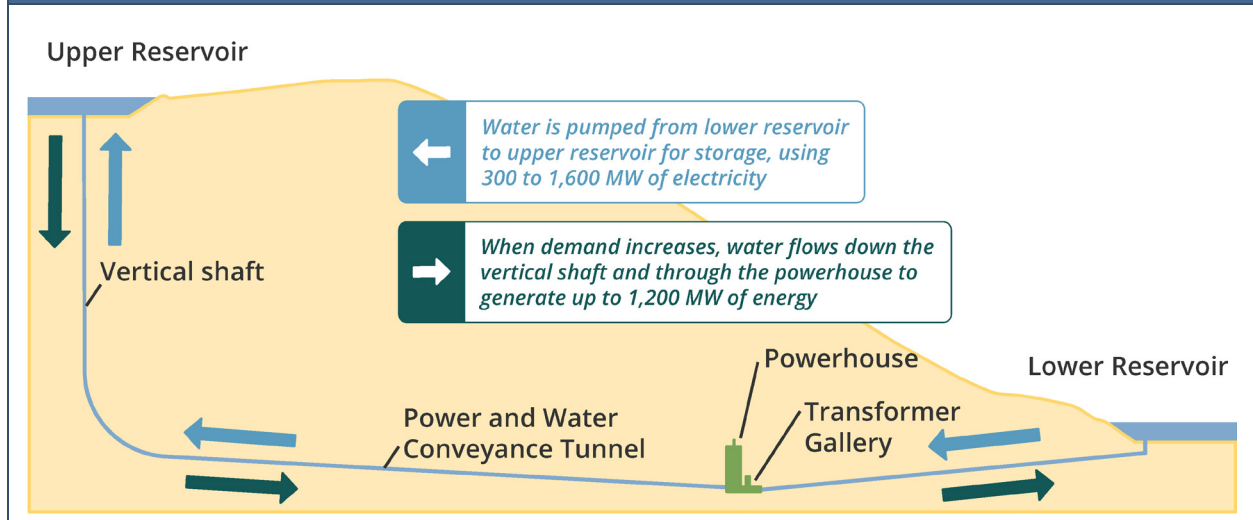 Upper Reservoir
Water is pumped from lower reservoir
to upper reservoir for storage, using
300 to 1,600 MW of electricity
When demand increases, water flows down the
vertical shaft and through the powerhouse to
generate up to 1,200 MW of energy
Vertical shaft
Powerhouse
Lower Reservoir
Transformer
Gallery
Power and Water
Conveyance Tunnel